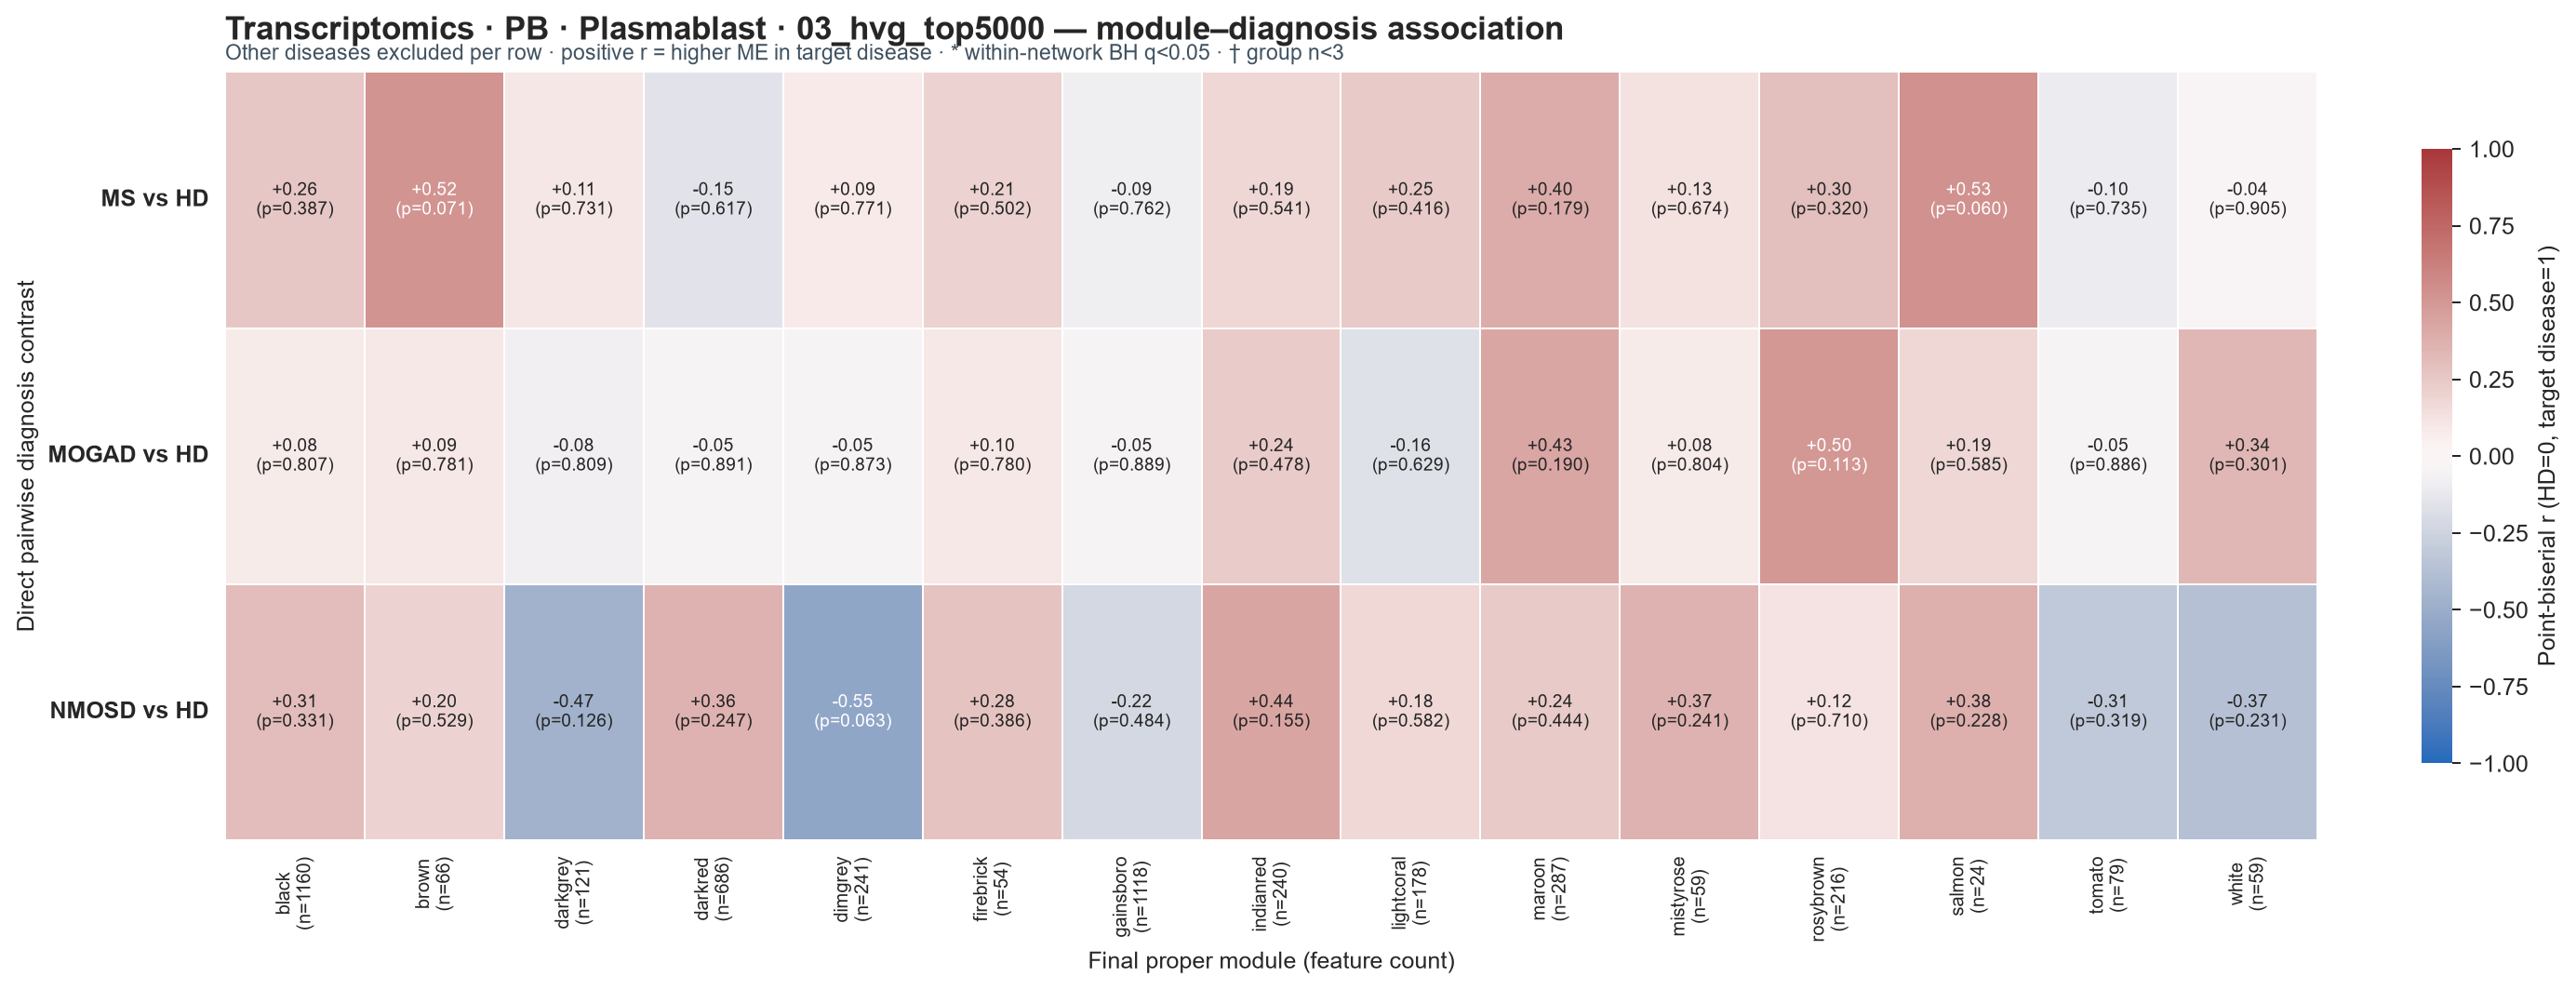 Transcriptomics · PB · Plasmablast · 03_hvg_top5000 — module–diagnosis association
Other diseases excluded per row · positive r = higher ME in target disease · * within-network BH q<0.05 · † group n<3
Direct pairwise diagnosis contrast
MS vs HD
+0.26
(p=0.387)
+0.52
(p=0.071)
+0.11
(p=0.731)
-0.15
(p=0.617)
+0.09
(p=0.771)
+0.21
(p=0.502)
-0.09
(p=0.762)
+0.19
(p=0.541)
+0.25
(p=0.416)
+0.40
(p=0.179)
+0.13
(p=0.674)
+0.30
(p=0.320)
+0.53
(p=0.060)
-0.10
(p=0.735)
-0.04
(p=0.905)
MOGAD vs HD
+0.08
(p=0.807)
+0.09
(p=0.781)
-0.08
(p=0.809)
-0.05
(p=0.891)
-0.05
(p=0.873)
+0.10
(p=0.780)
-0.05
(p=0.889)
+0.24
(p=0.478)
-0.16
(p=0.629)
+0.43
(p=0.190)
+0.08
(p=0.804)
+0.50
(p=0.113)
+0.19
(p=0.585)
-0.05
(p=0.886)
+0.34
(p=0.301)
NMOSD vs HD
+0.31
(p=0.331)
+0.20
(p=0.529)
-0.47
(p=0.126)
+0.36
(p=0.247)
-0.55
(p=0.063)
+0.28
(p=0.386)
-0.22
(p=0.484)
+0.44
(p=0.155)
+0.18
(p=0.582)
+0.24
(p=0.444)
+0.37
(p=0.241)
+0.12
(p=0.710)
+0.38
(p=0.228)
-0.31
(p=0.319)
-0.37
(p=0.231)
black
(n=1160)
brown
(n=66)
darkgrey
(n=121)
darkred
(n=686)
dimgrey
(n=241)
firebrick
(n=54)
gainsboro
(n=1118)
indianred
(n=240)
lightcoral
(n=178)
maroon
(n=287)
mistyrose
(n=59)
rosybrown
(n=216)
salmon
(n=24)
tomato
(n=79)
white
(n=59)
Final proper module (feature count)
1.00
0.75
0.50
0.25
0.00
−0.25
−0.50
−0.75
−1.00
Point-biserial r (HD=0, target disease=1)